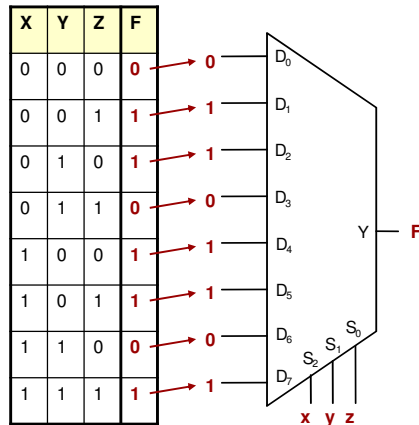 X Y Z F
0 0 0 0 0 D0
0 0 1 1 1 D1
0 1 0 1 1 D2
0 1 1 0 0 D3
1 0 0 1 1 D4
Y F
1 0 1 1 1 D5
1 1 0 0 0 D6
1 1 1 1 1 D7
S2 S1 S0
x y z